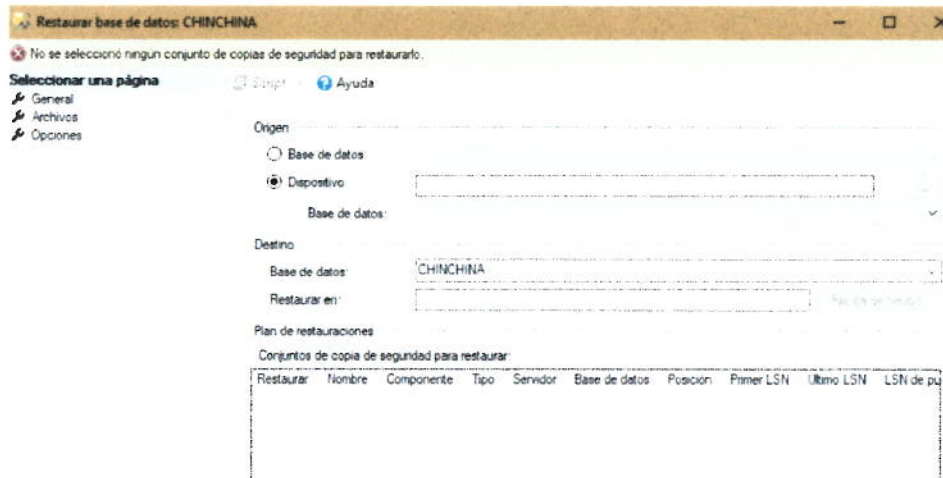 Restaurar base de datos: CHINCHINA
No se seleccionó ningun conjunto de copias de seguridad para restaurarlo.
Seleccionar una página
General
Archivos
Opciones
Script
Ayuda
Origen
Base de datos
Dispositivo
Base de datos:
Destino
Base de datos:
CHINCHINA
Restaurar en:
Plan de restauraciones
Conjuntos de copia de seguridad para restaurar:
Restaurar Nombre Componente Tipo Servidor Base de datos Posición Primer LSN Último LSN LSN de pu